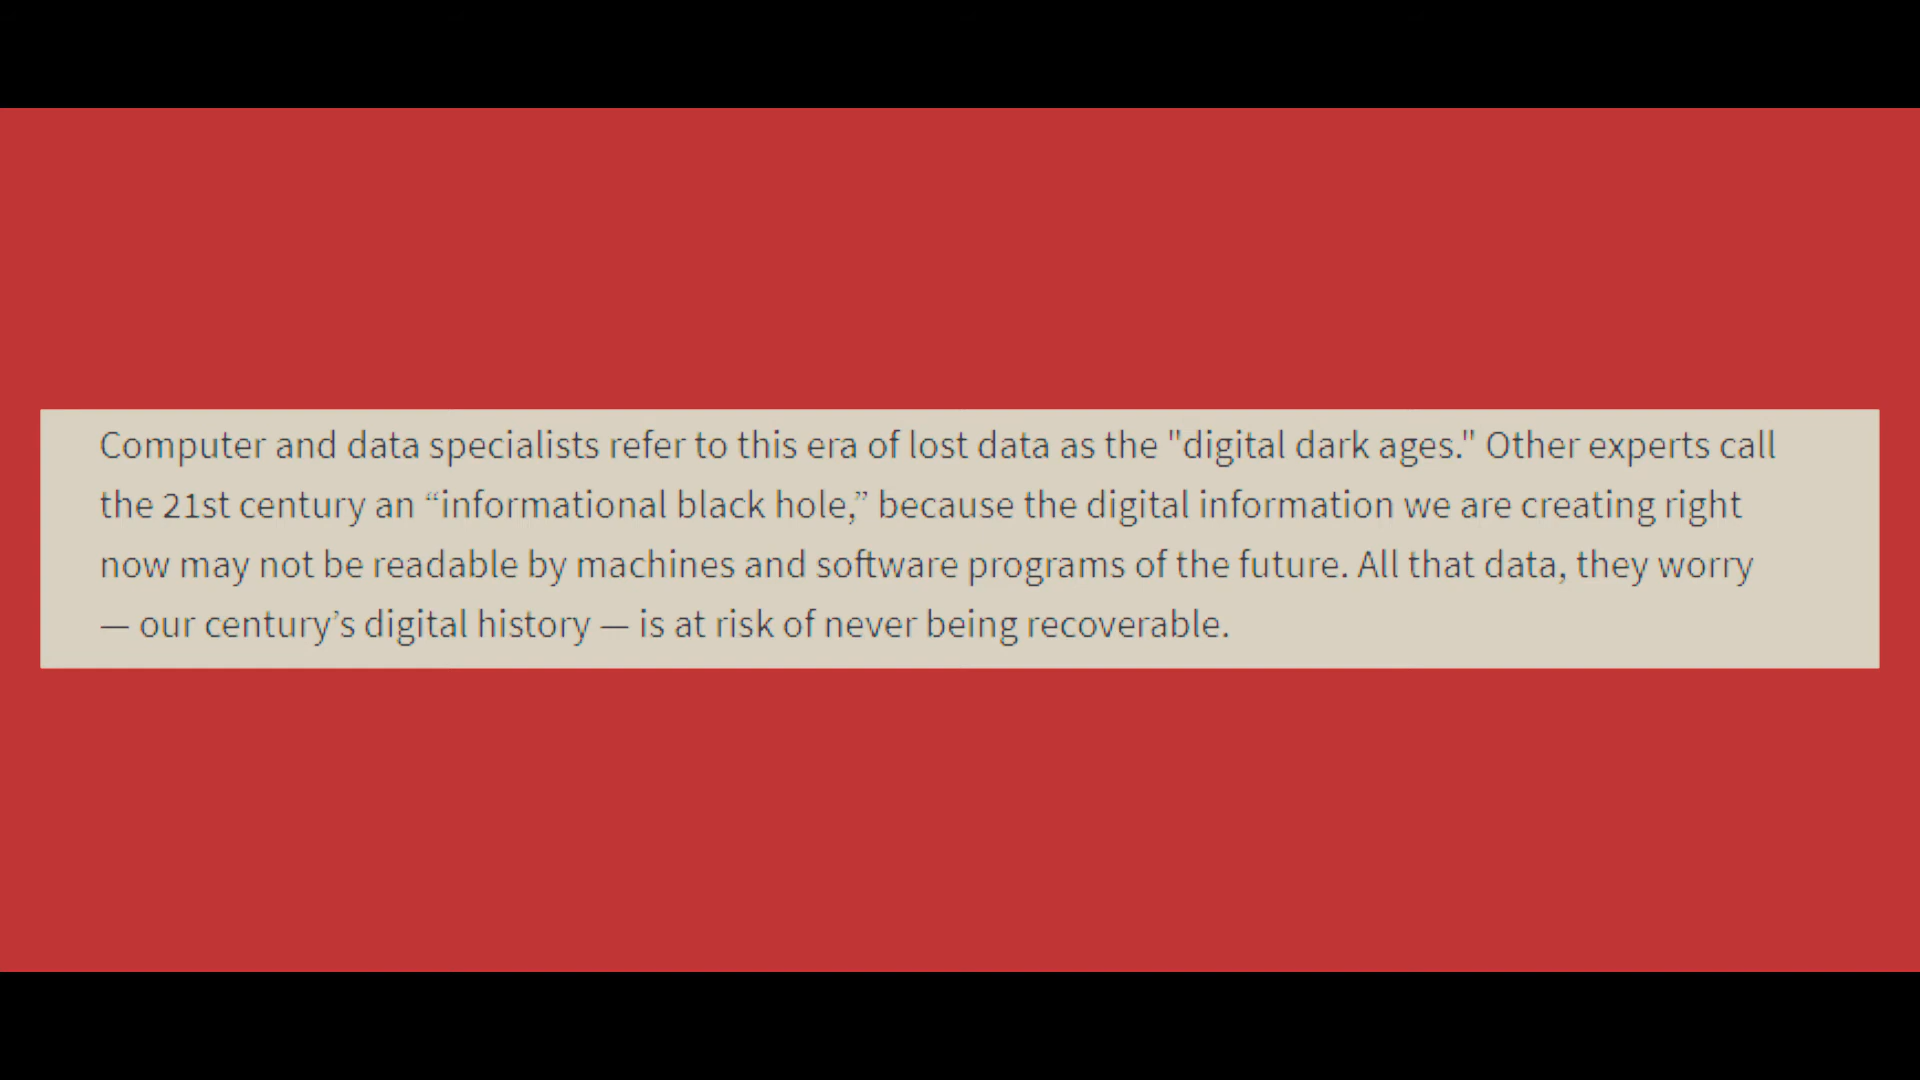 Computer and data specialists refer to this era of lost data as the "digital dark ages." Other experts call
the 21st century an “informational black hole,” because the digital information we are creating right
now may not be readable by machines and software programs of the future. All that data, they worry
— our century’s digital history — is at risk of never being recoverable.